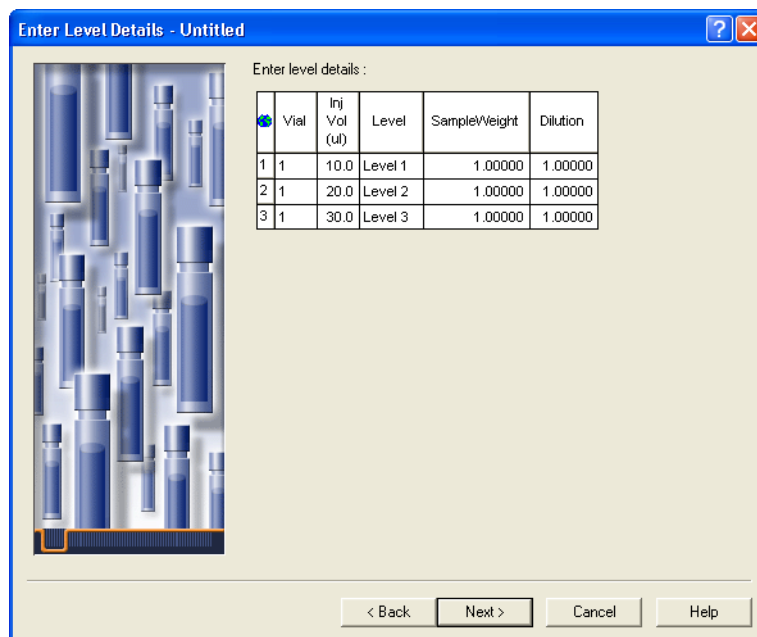 Enter Level Details - Untitled
Enter level details :
Vial Inj Vol (ul) Level SampleWeight Dilution
1 1 10.0 Level 1 1.00000 1.00000
2 1 20.0 Level 2 1.00000 1.00000
3 1 30.0 Level 3 1.00000 1.00000
< Back Next > Cancel Help